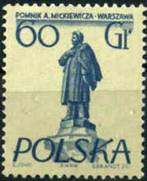 POMNIK A. MICKIEWICZA - WARSZAWA
60 GR
POLSKA